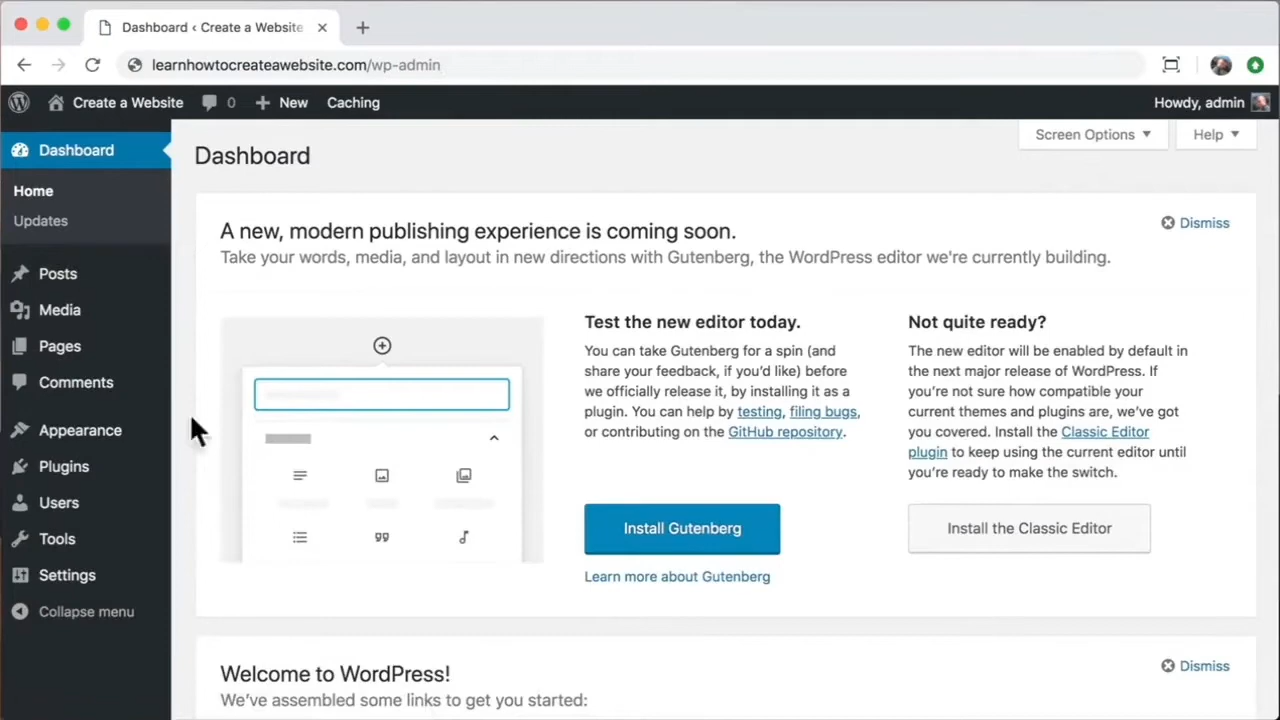 Dashboard ‹ Create a Website
learnhowtocreateawebsite.com/wp-admin
Create a Website 0 New Caching Howdy, admin
Dashboard
Home
Updates
Posts
Media
Pages
Comments
Appearance
Plugins
Users
Tools
Settings
Collapse menu
Screen Options Help
Dashboard
A new, modern publishing experience is coming soon.
Dismiss
Take your words, media, and layout in new directions with Gutenberg, the WordPress editor we're currently building.
Test the new editor today.
You can take Gutenberg for a spin (and
share your feedback, if you'd like) before
we officially release it, by installing it as a
plugin. You can help by testing, filing bugs,
or contributing on the GitHub repository.
Install Gutenberg
Learn more about Gutenberg
Not quite ready?
The new editor will be enabled by default in
the next major release of WordPress. If
you're not sure how compatible your
current themes and plugins are, we've got
you covered. Install the Classic Editor
plugin to keep using the current editor until
you're ready to make the switch.
Install the Classic Editor
Welcome to WordPress!
Dismiss
We've assembled some links to get you started: